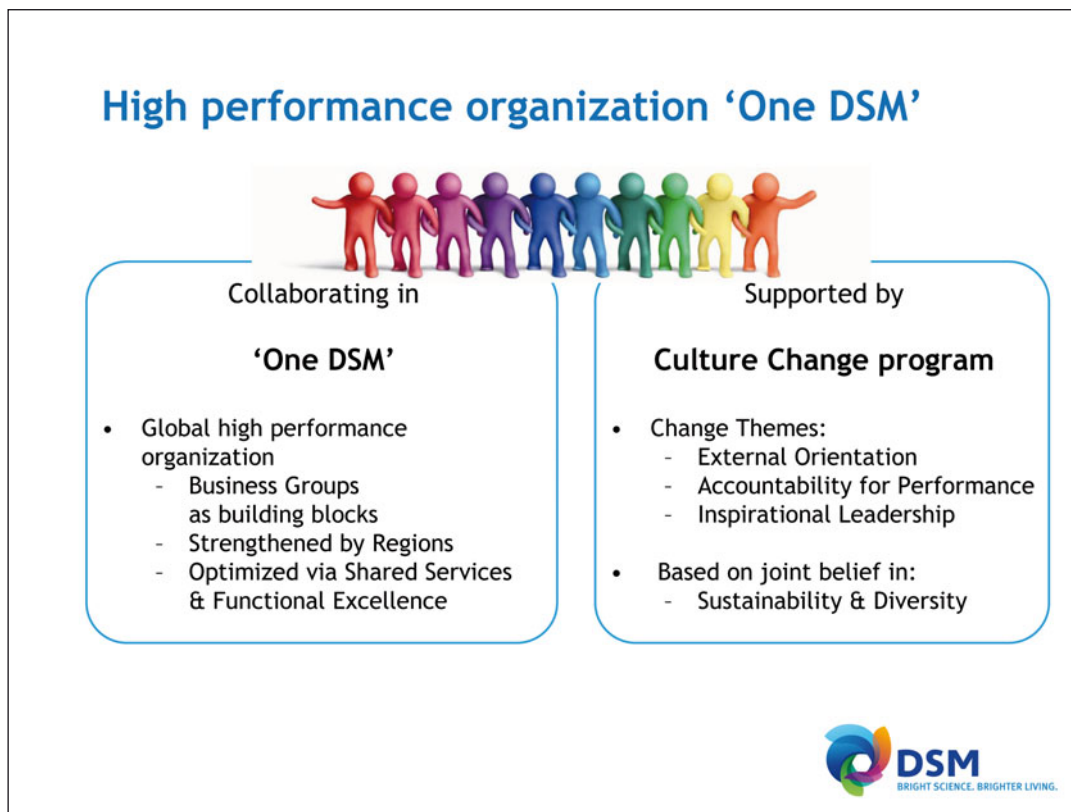 High performance organization ‘One DSM’
Collaborating in
‘One DSM’
• Global high performance
organization
- Business Groups
as building blocks
- Strengthened by Regions
- Optimized via Shared Services
& Functional Excellence
Supported by
Culture Change program
• Change Themes:
- External Orientation
- Accountability for Performance
- Inspirational Leadership
• Based on joint belief in:
- Sustainability & Diversity
DSM
BRIGHT SCIENCE. BRIGHTER LIVING.